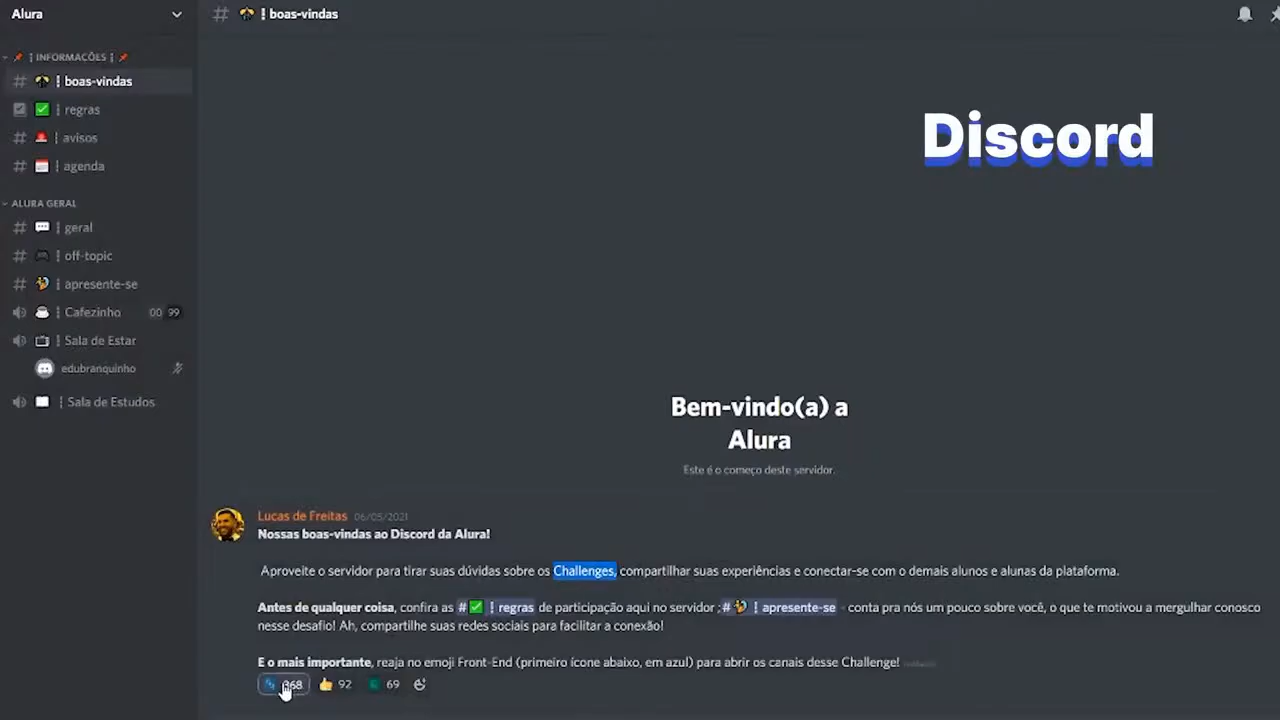 Alura
boas-vindas
INFORMAÇÕES
boas-vindas
regras
avisos
agenda
ALURA GERAL
geral
off-topic
apresente-se
Cafezinho 00 99
Sala de Estar
edubranquinho
Sala de Estudos
Discord
Bem-vindo(a) a
Alura
Este é o começo deste servidor.
Lucas de Freitas 06/05/2021
Nossas boas-vindas ao Discord da Alura!
Aproveite o servidor para tirar suas dúvidas sobre os Challenges, compartilhar suas experiências e conectar-se com o demais alunos e alunas da plataforma.
Antes de qualquer coisa, confira as # regras de participação aqui no servidor ;# apresente-se - conta pra nós um pouco sobre você, o que te motivou a mergulhar conosco
nesse desafio! Ah, compartilhe suas redes sociais para facilitar a conexão!
E o mais importante, reaja no emoji Front-End (primeiro ícone abaixo, em azul) para abrir os canais desse Challenge!
92 69